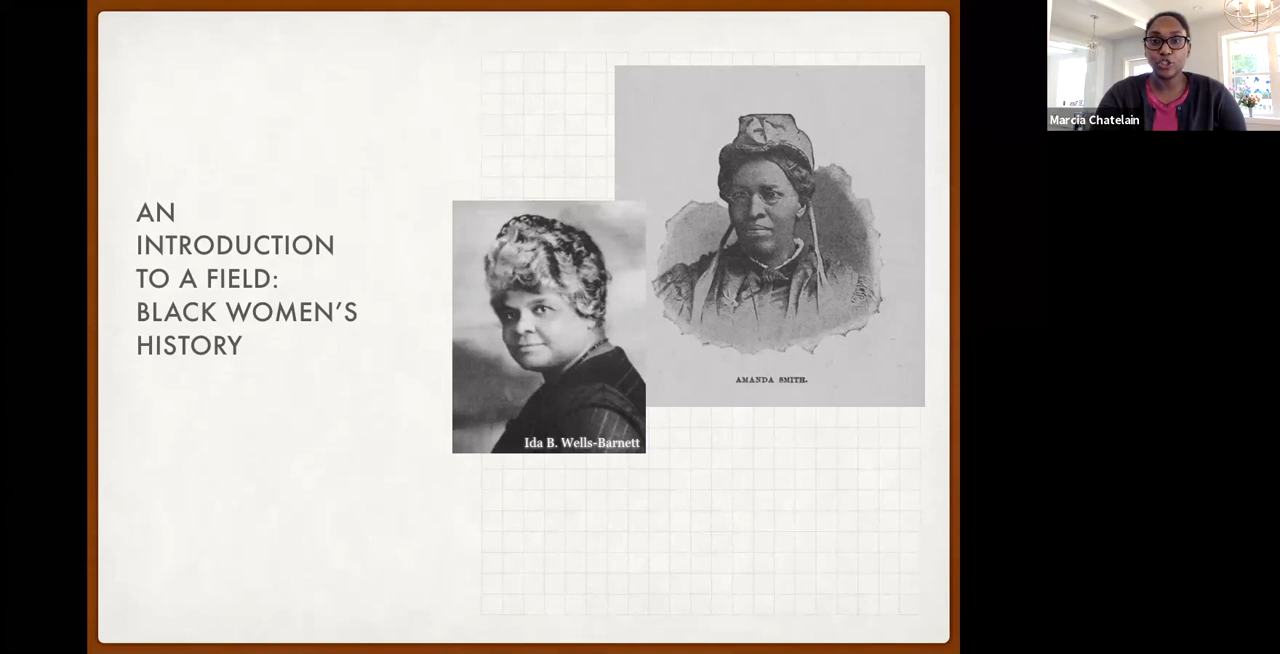 AN
INTRODUCTION
TO A FIELD:
BLACK WOMEN’S
HISTORY
Ida B. Wells-Barnett
AMANDA SMITH.
Marcia Chatelain